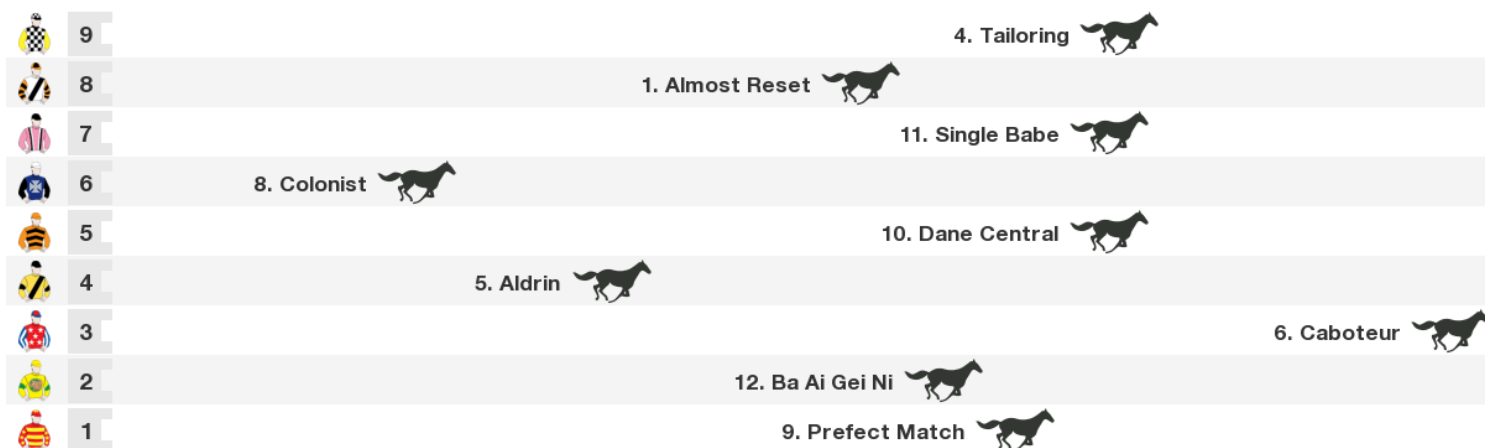 9 4. Tailoring
8 1. Almost Reset
7 11. Single Babe
6 8. Colonist
5 10. Dane Central
4 5. Aldrin
3 6. Caboteur
2 12. Ba Ai Gei Ni
1 9. Prefect Match